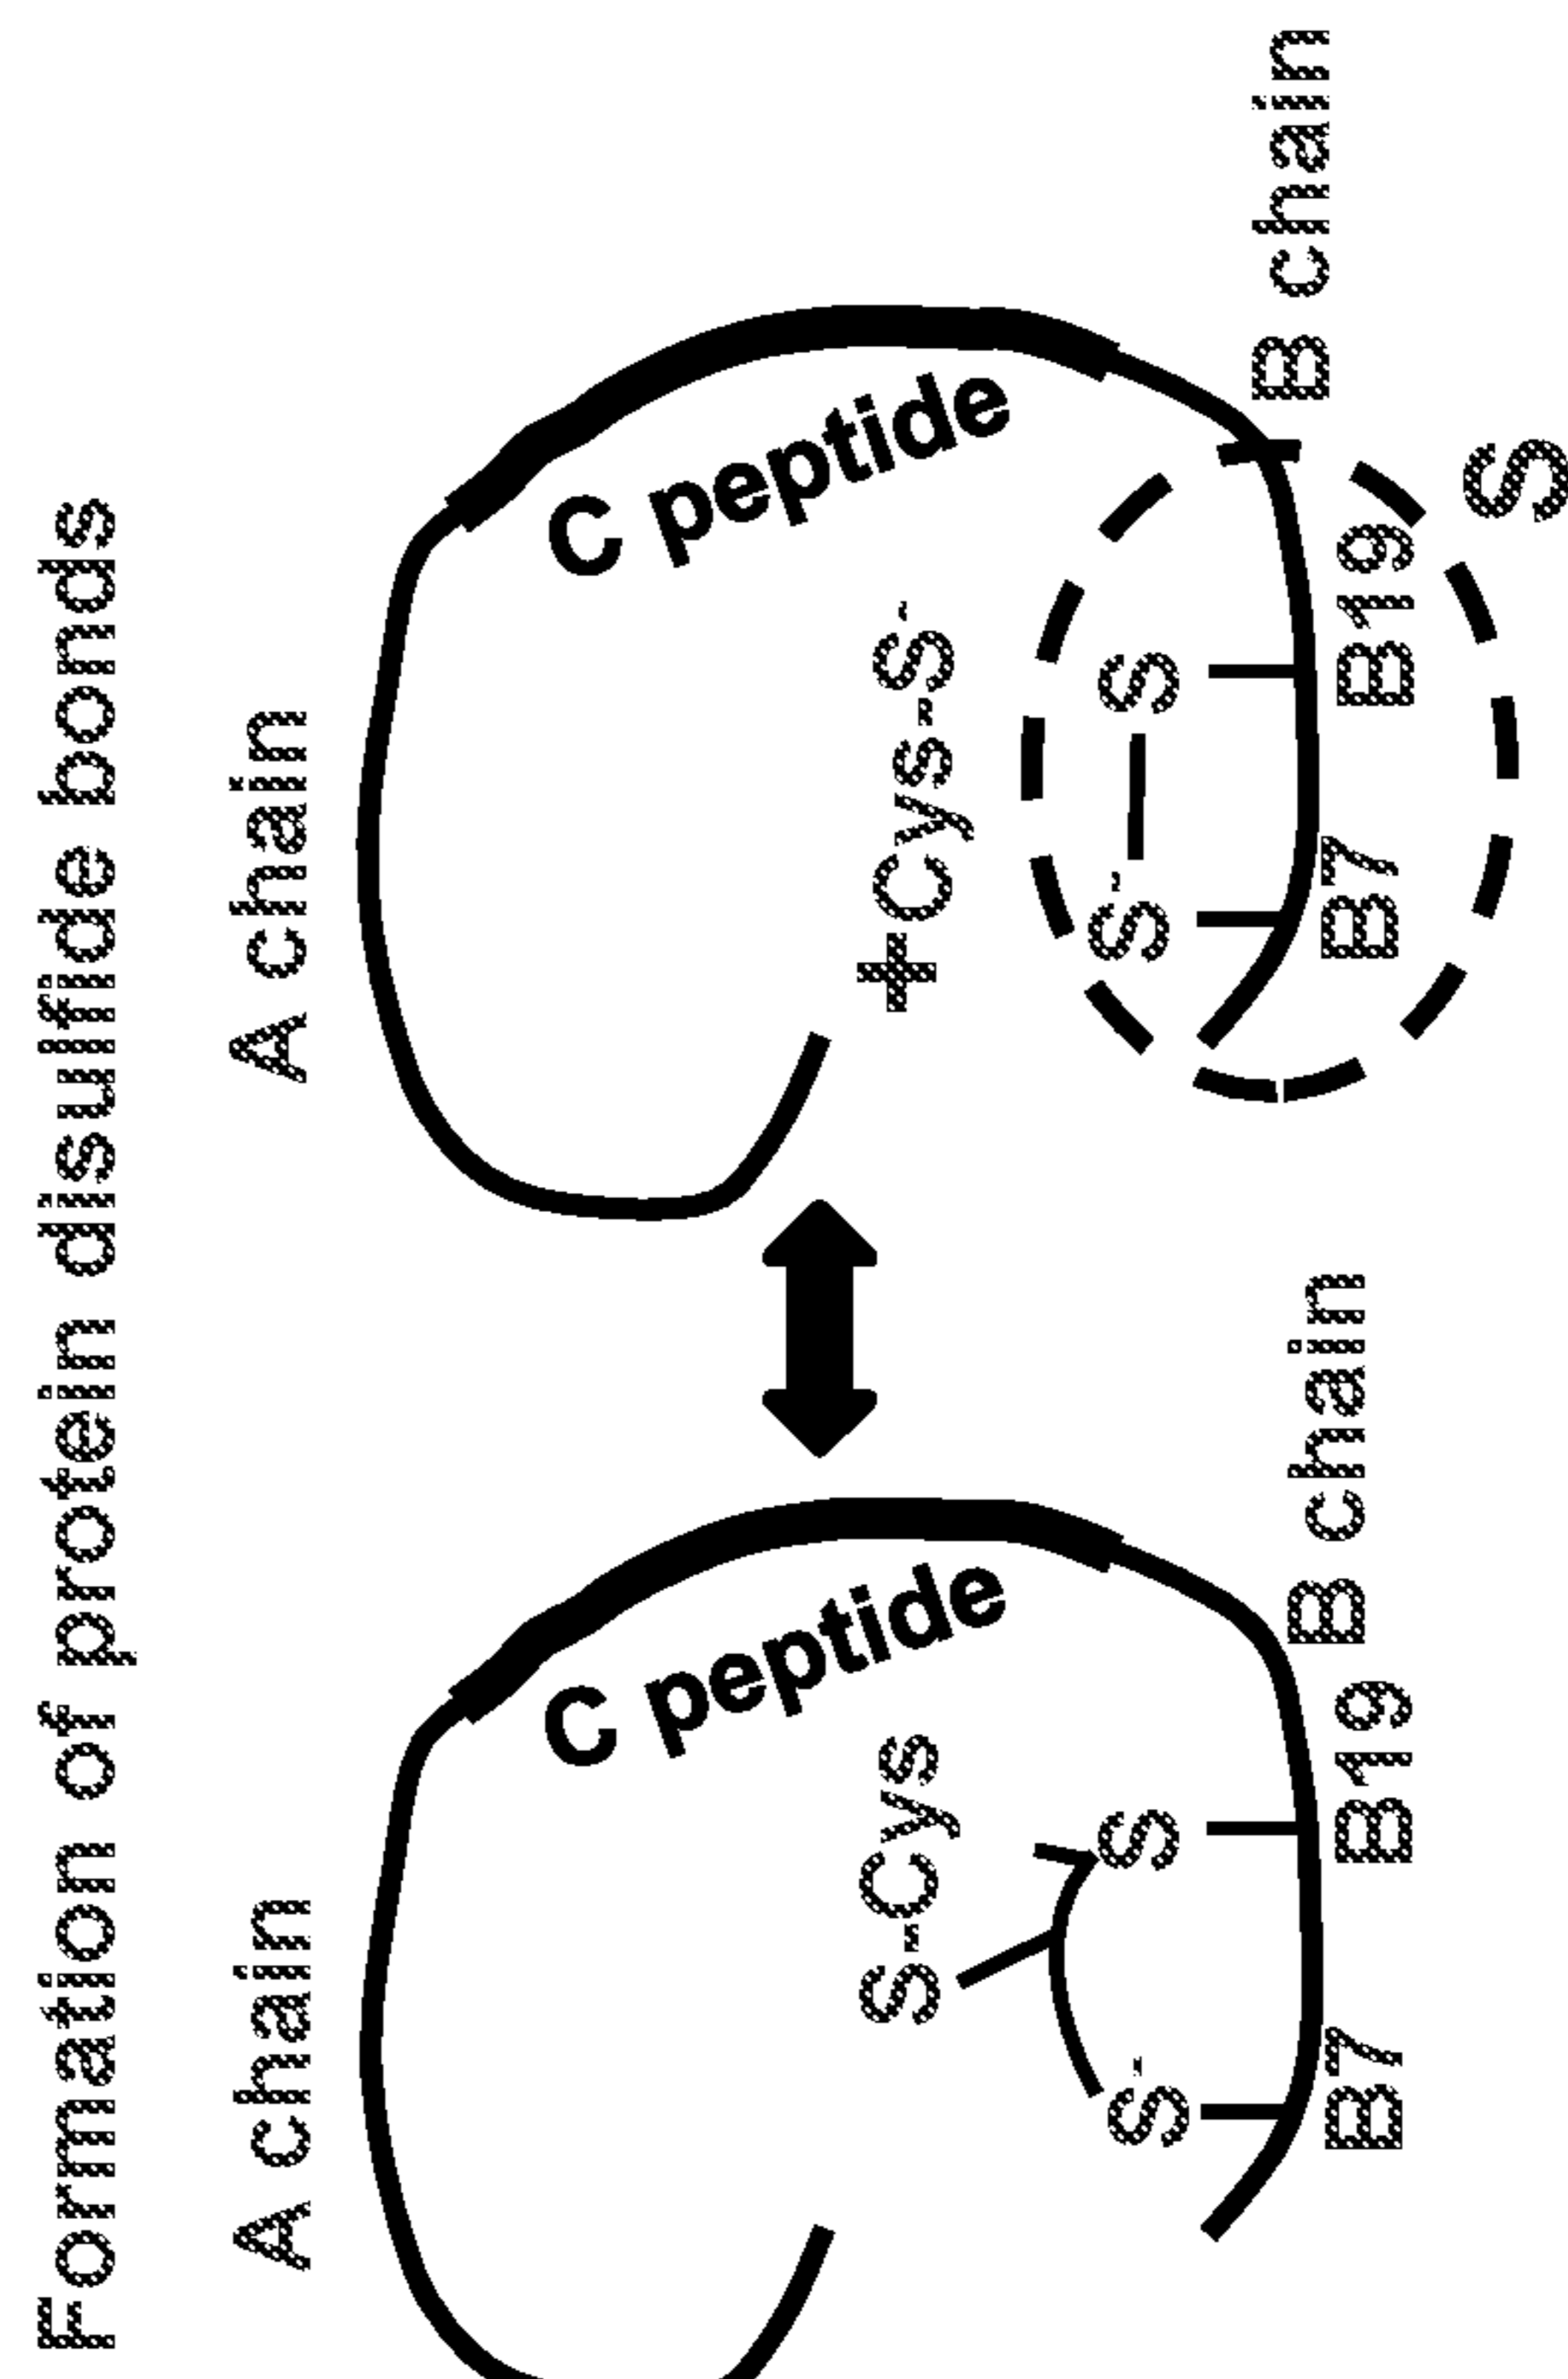 Formation of protein disulfide bonds
A chain
A chain
C peptide
C peptide
S-Cys
+Cys-S-
S-
S
S-
S
B7
B19
B chain
B7
B19
B chain
S